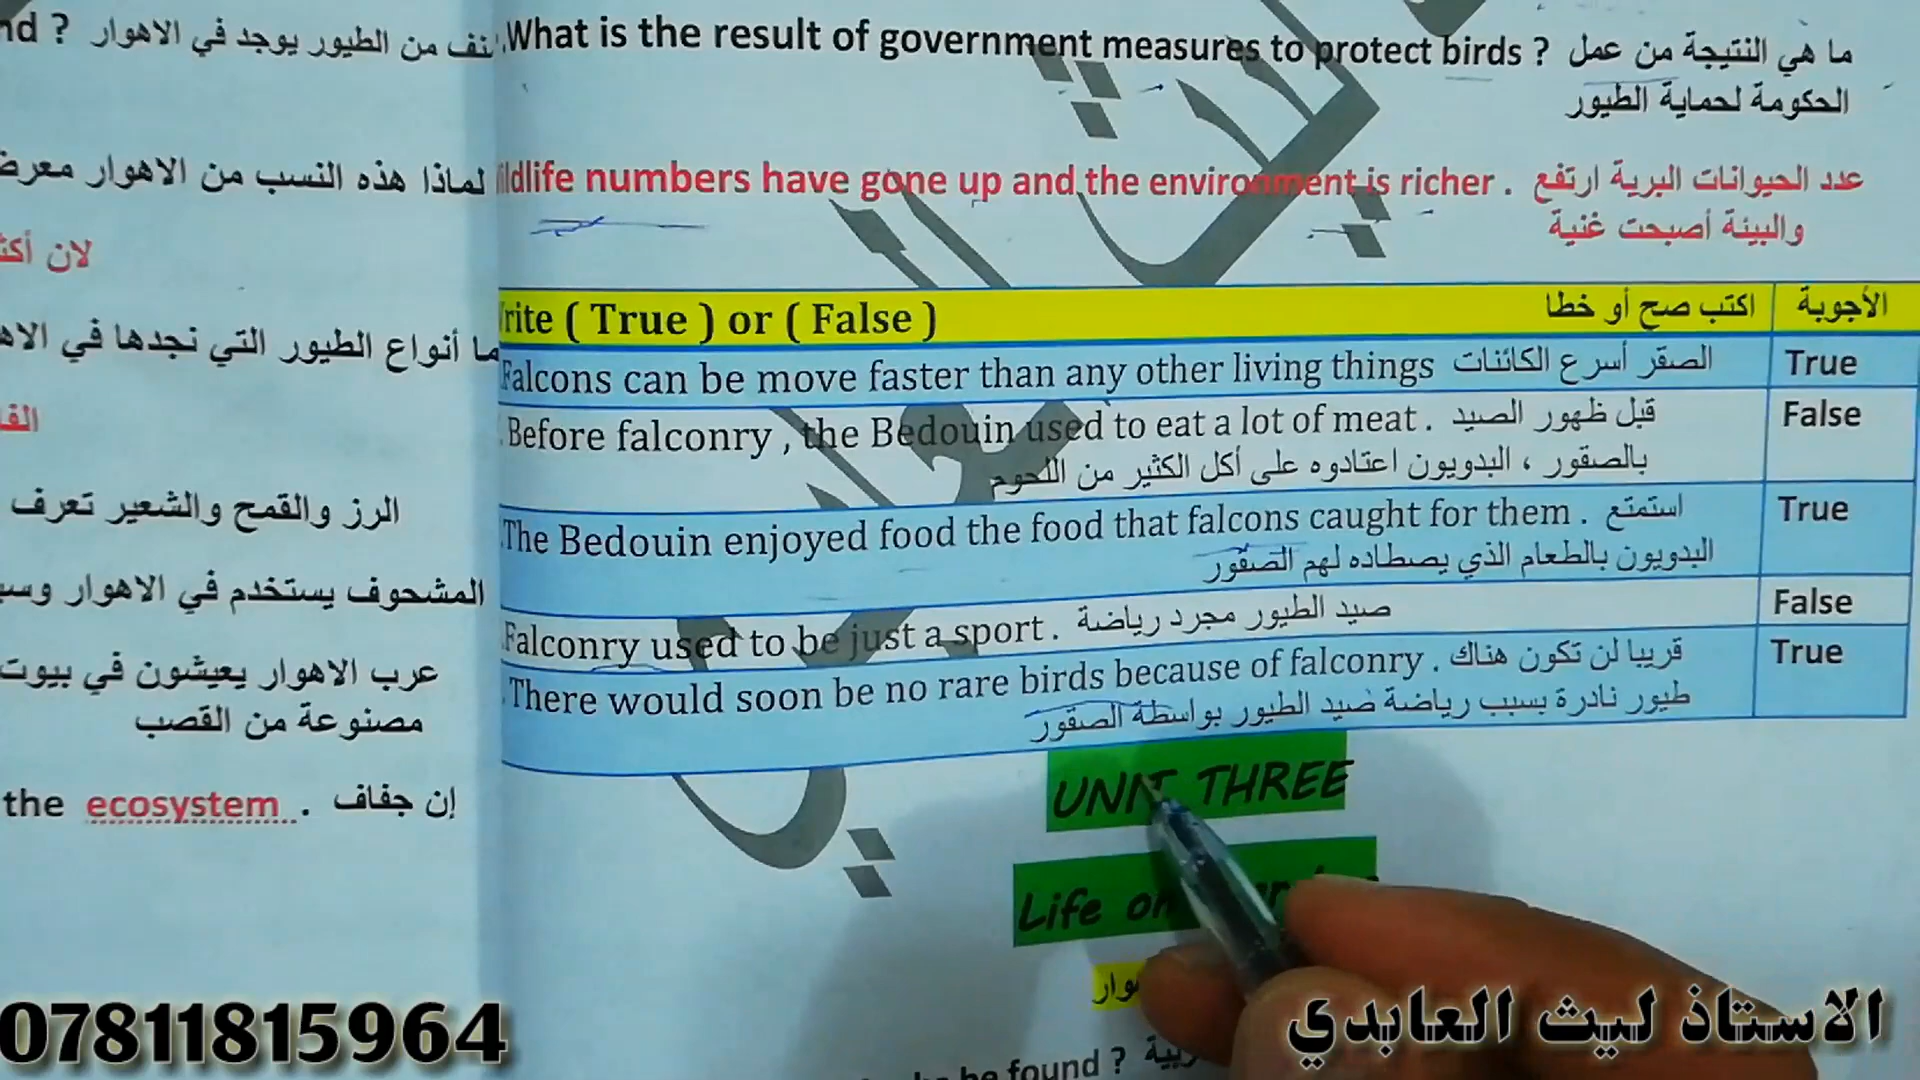 What is the result of government measures to protect birds ? ما هي النتيجة من عمل
الحكومة لحماية الطيور
numbers have gone up and the environment is richer . عدد الحيوانات البرية ارتفع
والبيئة أصبحت غنية
( True ) or ( False ) اكتب صح أو خطا الأجوبة
Falcons can be move faster than any other living things الصقر أسرع الكائنات True
Before falconry , the Bedouin used to eat a lot of meat . قبل ظهور الصيد False
بالصقور ، البدويون اعتادوه على أكل الكثير من اللحوم
The Bedouin enjoyed food the food that falcons caught for them . استمتع True
البدويون بالطعام الذي يصطاده لهم الصقور
Falconry used to be just a sport . صيد الطيور مجرد رياضة False
There would soon be no rare birds because of falconry . قريبا لن تكون هناك True
طيور نادرة بسبب رياضة صيد الطيور بواسطة الصقور
UNIT THREE
Life on
be found ?
? من الطيور يوجد في الاهوار
لماذا هذه النسب من الاهوار
لان
ما أنواع الطيور التي نجدها في
الرز والقمح والشعير تعرف
المشحوف يستخدم في الاهوار
عرب الاهوار يعيشون في بيوت
مصنوعة من القصب
the ecosystem . إن جفاف
07811815964
الاستاذ ليث العابدي